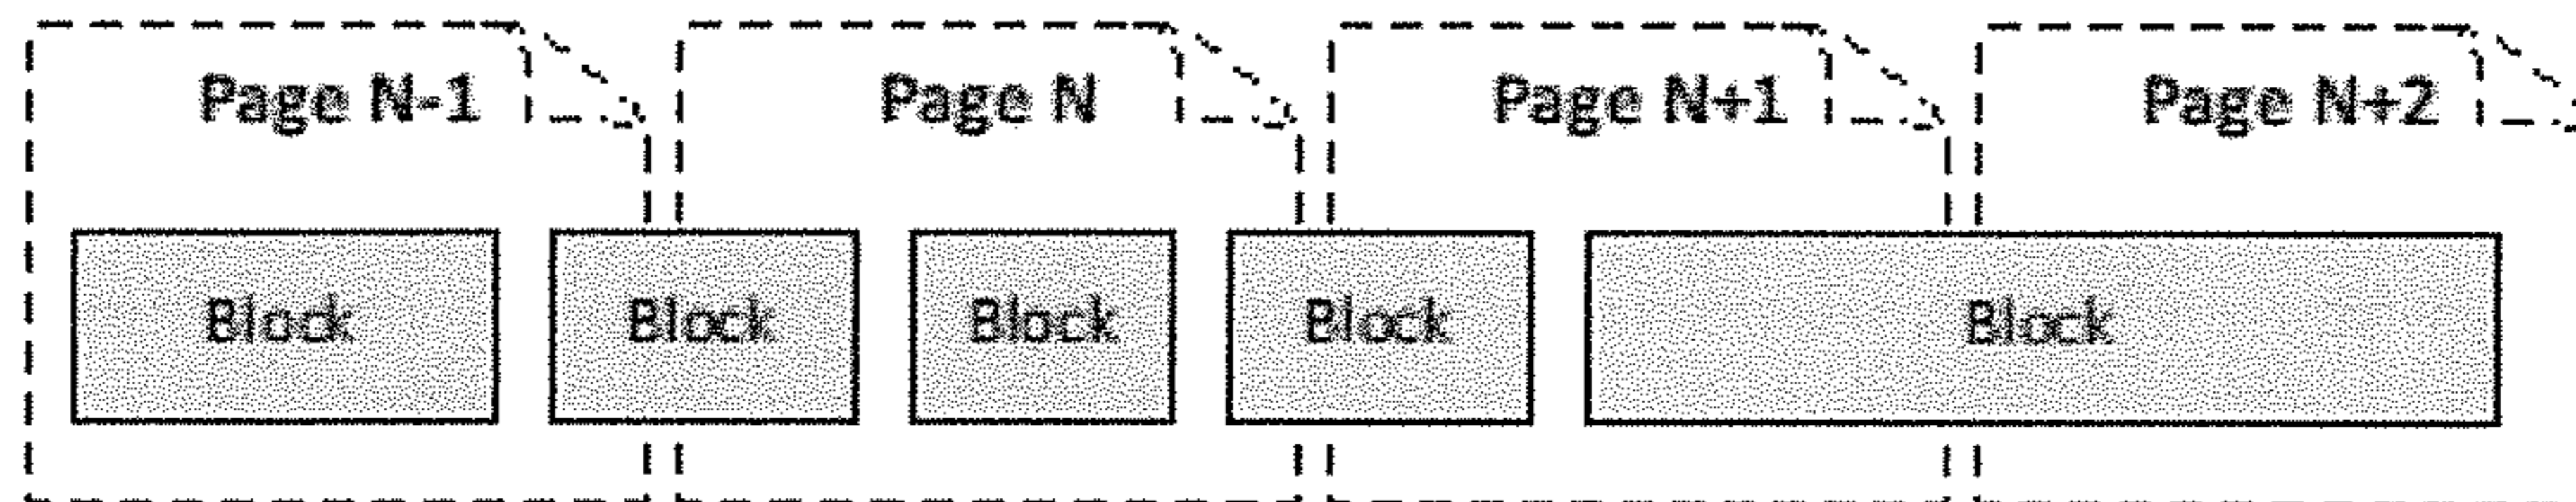 Page N-1 Page N Page N+1 Page N+2
Block Block Block Block Block